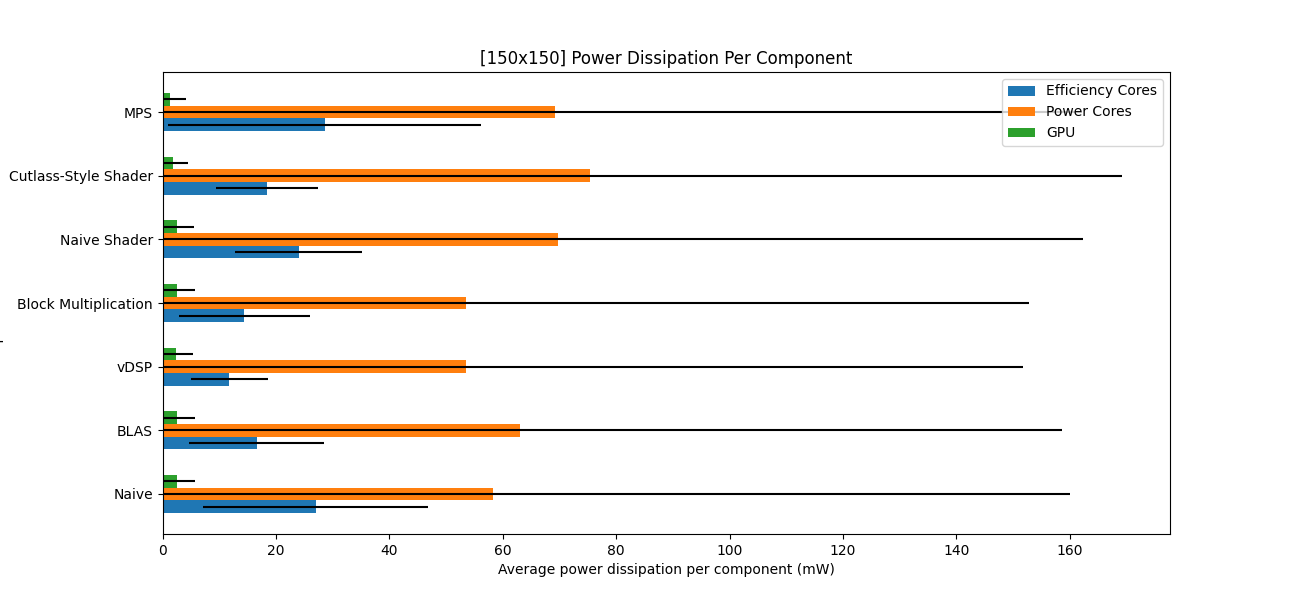 [150x150] Power Dissipation Per Component
Efficiency Cores
Power Cores
GPU
MPS
Cutlass-Style Shader
Naive Shader
Block Multiplication
vDSP
BLAS
Naive
0 20 40 60 80 100 120 140 160
Average power dissipation per component (mW)